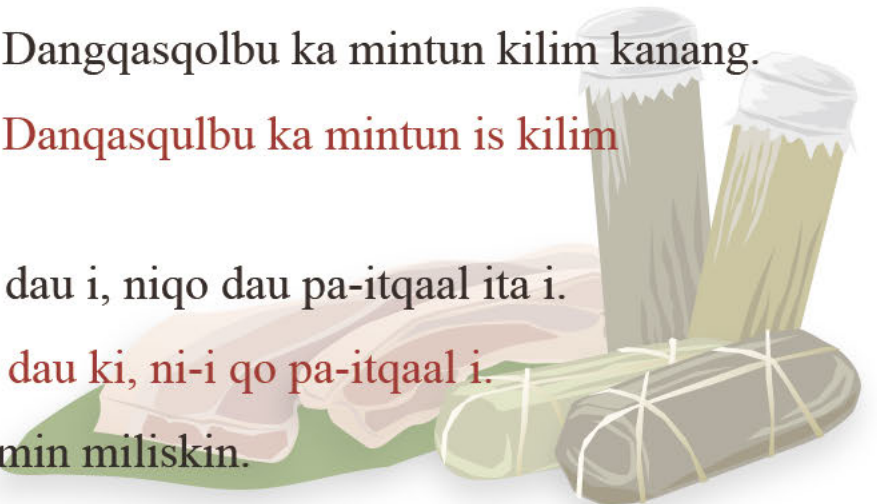 Dangqasqolbu ka mintun kilim kanang.
Danqasqulbu ka mintun is kilim
dau i, niqo dau pa-itqaal ita i.
dau ki, ni-i qo pa-itqaal i.
min miliskin.